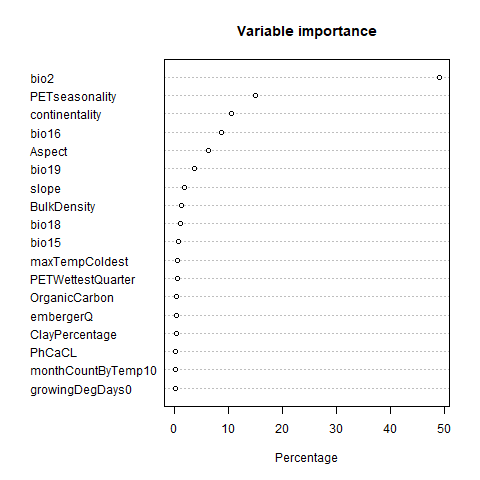 Variable importance
bio2
PETseasonality
continentality
bio16
Aspect
bio19
slope
BulkDensity
bio18
bio15
maxTempColdest
PETWettestQuarter
OrganicCarbon
embergerQ
ClayPercentage
PhCaCL
monthCountByTemp10
growingDegDays0
0 10 20 30 40 50
Percentage